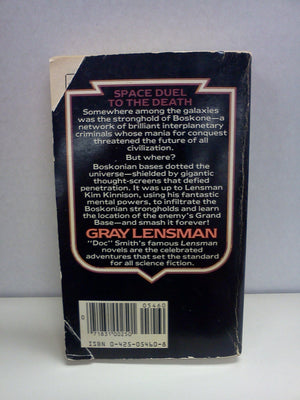 SPACE DUEL
TO THE DEATH
Somewhere among the galaxies
was the stronghold of Boskone—a
network of brilliant interplanetary
criminals whose mania for conquest
threatened the future of all
civilization.
But where?
Boskonian bases dotted the
universe—shielded by gigantic
thought-screens that defied
penetration. It was up to Lensman
Kim Kinnison, using his fantastic
mental powers, to infiltrate the
Boskonian strongholds and learn
the location of the enemy's Grand
Base—and smash it forever!
GRAY LENSMAN
"Doc" Smith's famous Lensman
novels are the celebrated
adventures that set the standard
for all science fiction.
05460
0
71831 00250
ISBN 0-425-05460-8